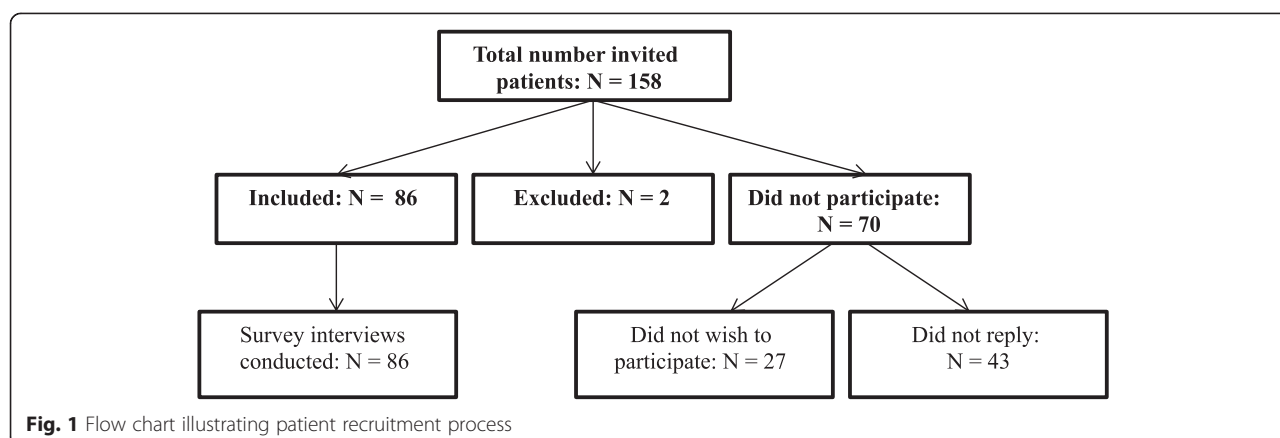 Total number invited
patients: N = 158
Included: N = 86
Excluded: N = 2
Did not participate:
N = 70
Survey interviews
conducted: N = 86
Did not wish to
participate: N = 27
Did not reply:
N = 43
Fig. 1 Flow chart illustrating patient recruitment process